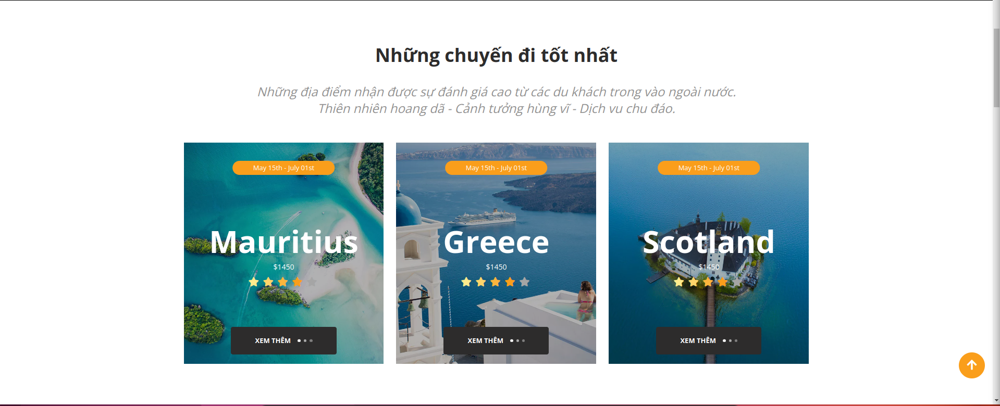 Những chuyến đi tốt nhất
Những địa điểm nhận được sự đánh giá cao từ các du khách trong vào ngoài nước.
Thiên nhiên hoang dã - Cảnh tưởng hùng vĩ - Dịch vu chu đáo.
May 15th - July 01st
Mauritius
$1450
XEM THÊM
May 15th - July 01st
Greece
$1450
XEM THÊM
May 15th - July 01st
Scotland
$1450
XEM THÊM